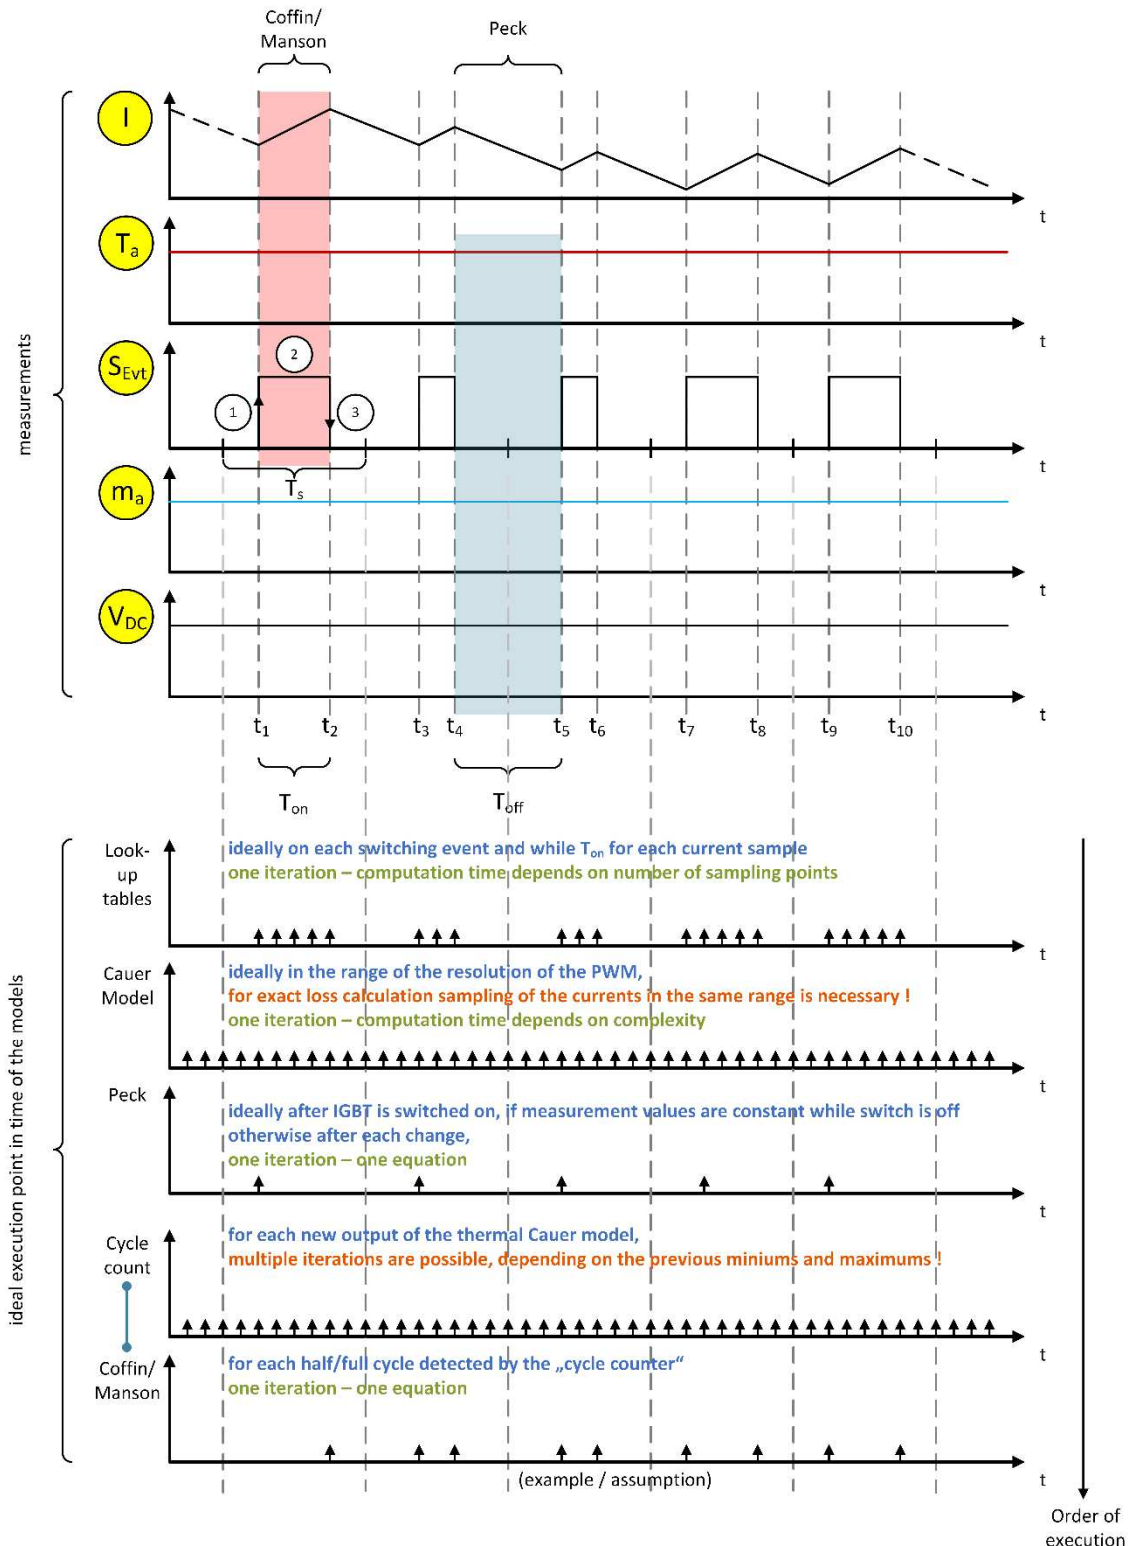 Coffin/
Manson
Peck
measurements
I
t
Tₐ
t
S_Evt
1
2
3
t
Tₛ
mₐ
t
V_DC
t
t₁ t₂ t₃ t₄ t₅ t₆ t₇ t₈ t₉ t₁₀
T_on
T_off
ideal execution point in time of the models
Look-
up
tables
ideally on each switching event and while T_on for each current sample
one iteration – computation time depends on number of sampling points
t
Cauer
Model
ideally in the range of the resolution of the PWM,
for exact loss calculation sampling of the currents in the same range is necessary !
one iteration – computation time depends on complexity
t
Peck
ideally after IGBT is switched on, if measurement values are constant while switch is off
otherwise after each change,
one iteration – one equation
t
Cycle
count
for each new output of the thermal Cauer model,
multiple iterations are possible, depending on the previous miniums and maximums !
t
Coffin/
Manson
for each half/full cycle detected by the „cycle counter“
one iteration – one equation
t
(example / assumption)
Order of
execution